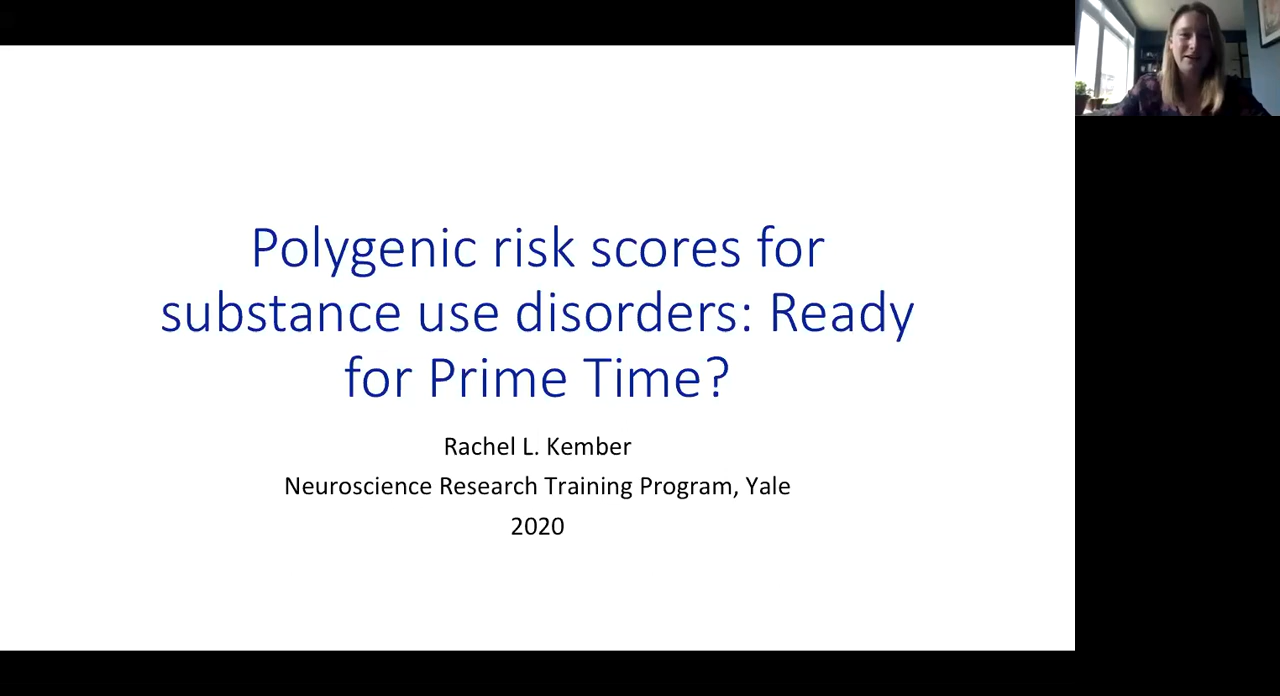 Polygenic risk scores for
substance use disorders: Ready
for Prime Time?
Rachel L. Kember
Neuroscience Research Training Program, Yale
2020